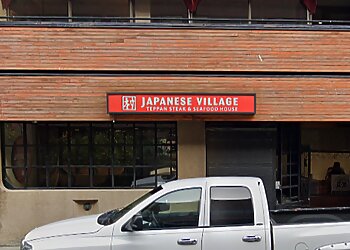 JAPANESE VILLAGE
TEPPAN STEAK & SEAFOOD HOUSE